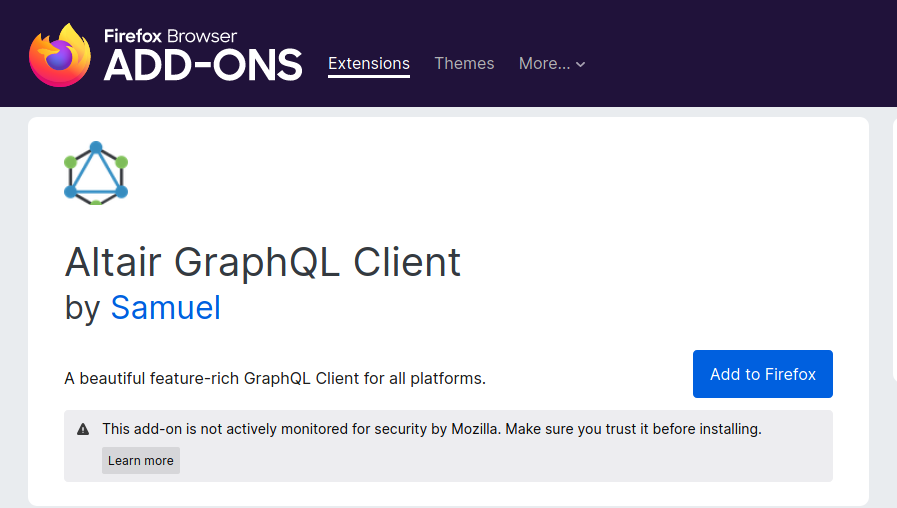 Firefox Browser
ADD-ONS
Extensions
Themes
More...
Altair GraphQL Client
by Samuel
A beautiful feature-rich GraphQL Client for all platforms.
Add to Firefox
This add-on is not actively monitored for security by Mozilla. Make sure you trust it before installing.
Learn more